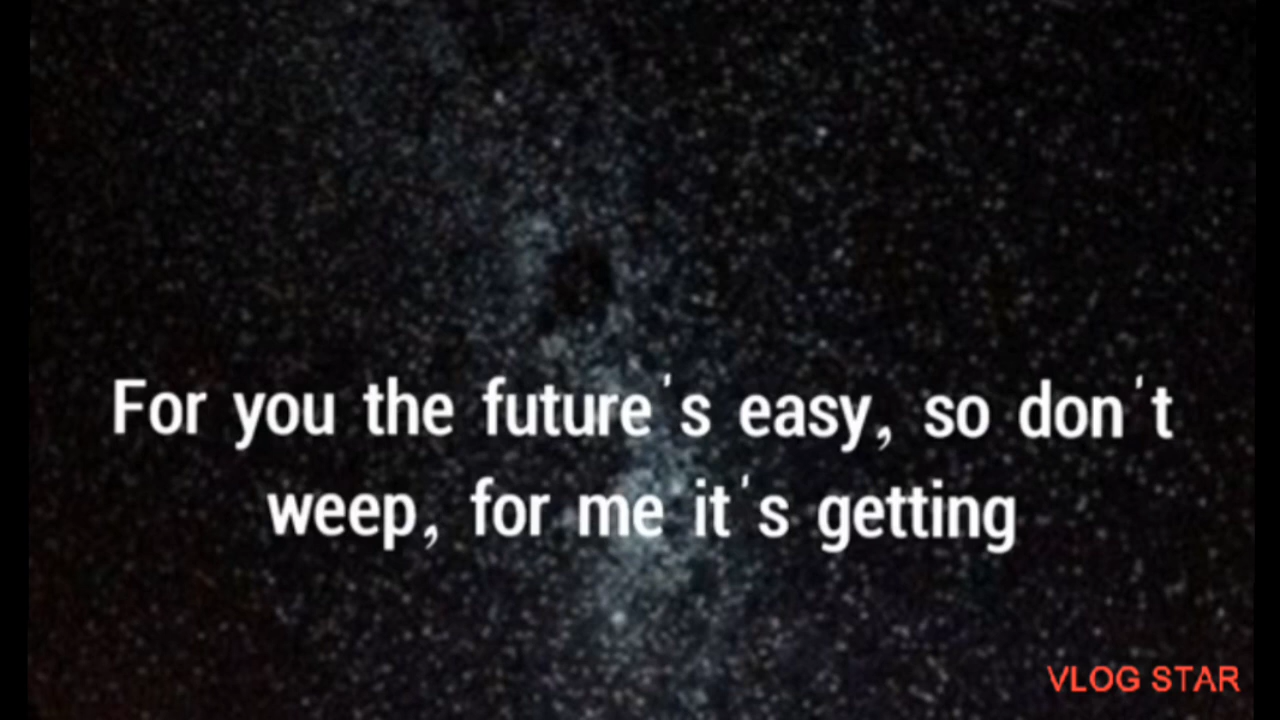 For you the future's easy, so don't
weep, for me it's getting
VLOG STAR